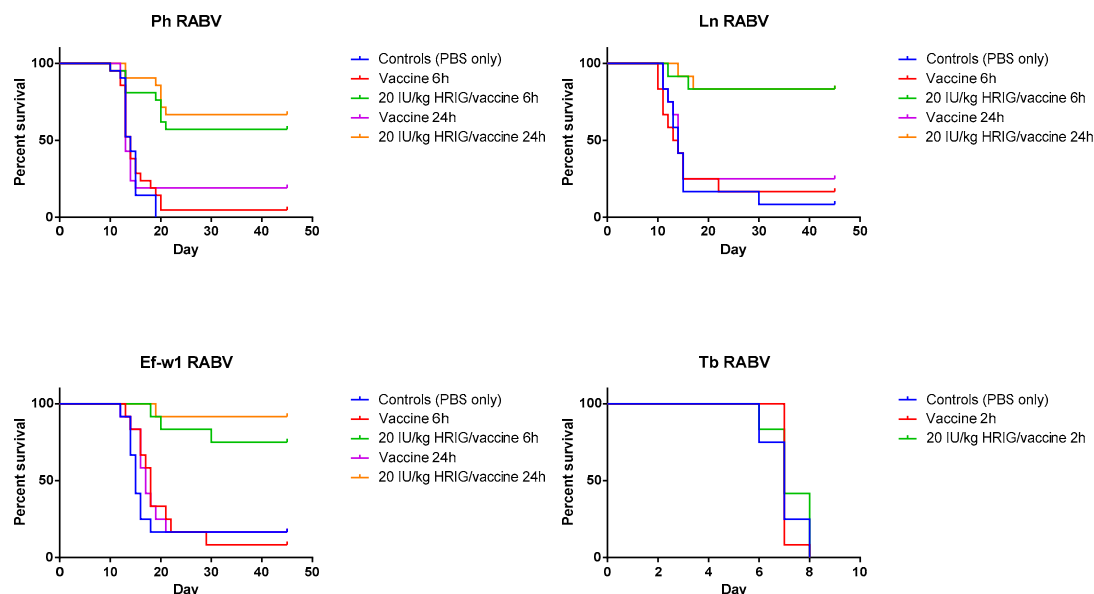 Ph RABV
Percent survival
100
50
0
0 10 20 30 40 50
Day
Controls (PBS only)
Vaccine 6h
20 IU/kg HRIG/vaccine 6h
Vaccine 24h
20 IU/kg HRIG/vaccine 24h
Ln RABV
Percent survival
100
50
0
0 10 20 30 40 50
Day
Controls (PBS only)
Vaccine 6h
20 IU/kg HRIG/vaccine 6h
Vaccine 24h
20 IU/kg HRIG/vaccine 24h
Ef-w1 RABV
Percent survival
100
50
0
0 10 20 30 40 50
Day
Controls (PBS only)
Vaccine 6h
20 IU/kg HRIG/vaccine 6h
Vaccine 24h
20 IU/kg HRIG/vaccine 24h
Tb RABV
Percent survival
100
50
0
0 2 4 6 8 10
Day
Controls (PBS only)
Vaccine 2h
20 IU/kg HRIG/vaccine 2h